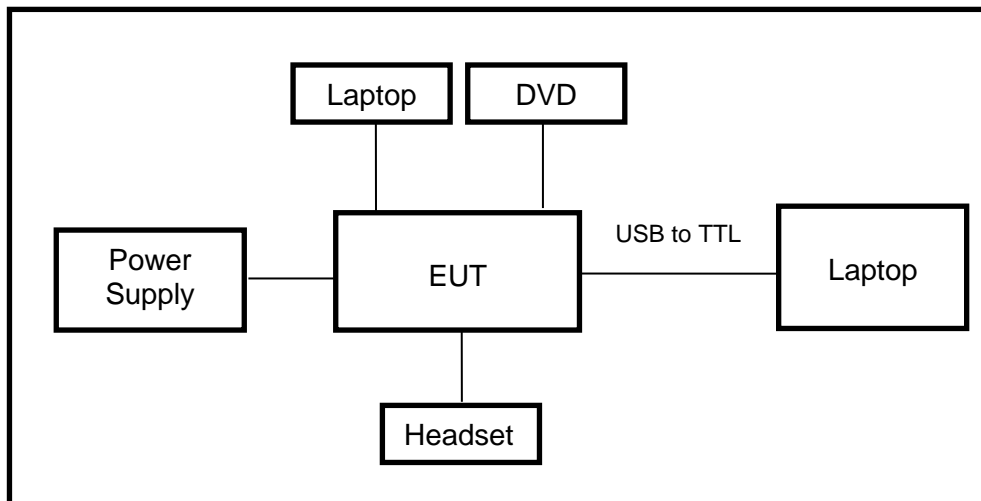 Laptop
DVD
Power
Supply
EUT
USB to TTL
Laptop
Headset